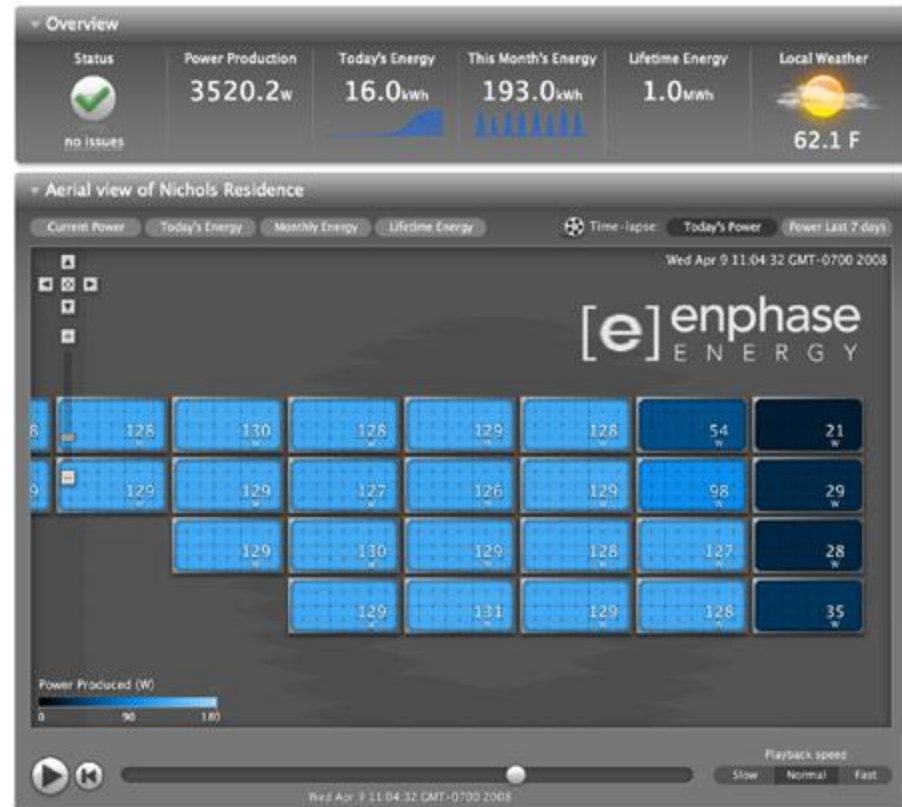 Overview
Status Power Production Today's Energy This Month's Energy Lifetime Energy Local Weather
3520.2w 16.0kwh 193.0kwh 1.0MWh
no issues 62.1 F
Aerial view of Nichols Residence
Current Power Today's Energy Monthly Energy Lifetime Energy Time-lapse: Today's Power Power Last 7 days
Wed Apr 9 11:04:32 GMT-0700 2008
[e] enphase
ENERGY
8 128 130 128 129 128 54 21
W W W W W W W
9 129 129 127 126 129 98 29
W W W W W W W
129 130 129 128 127 28
W W W W W W
129 131 129 128 35
W W W W W
Power Produced (W)
0 90 180
Playback speed
Slow Normal Fast
Wed Apr 9 11:04:32 GMT-0700 2008